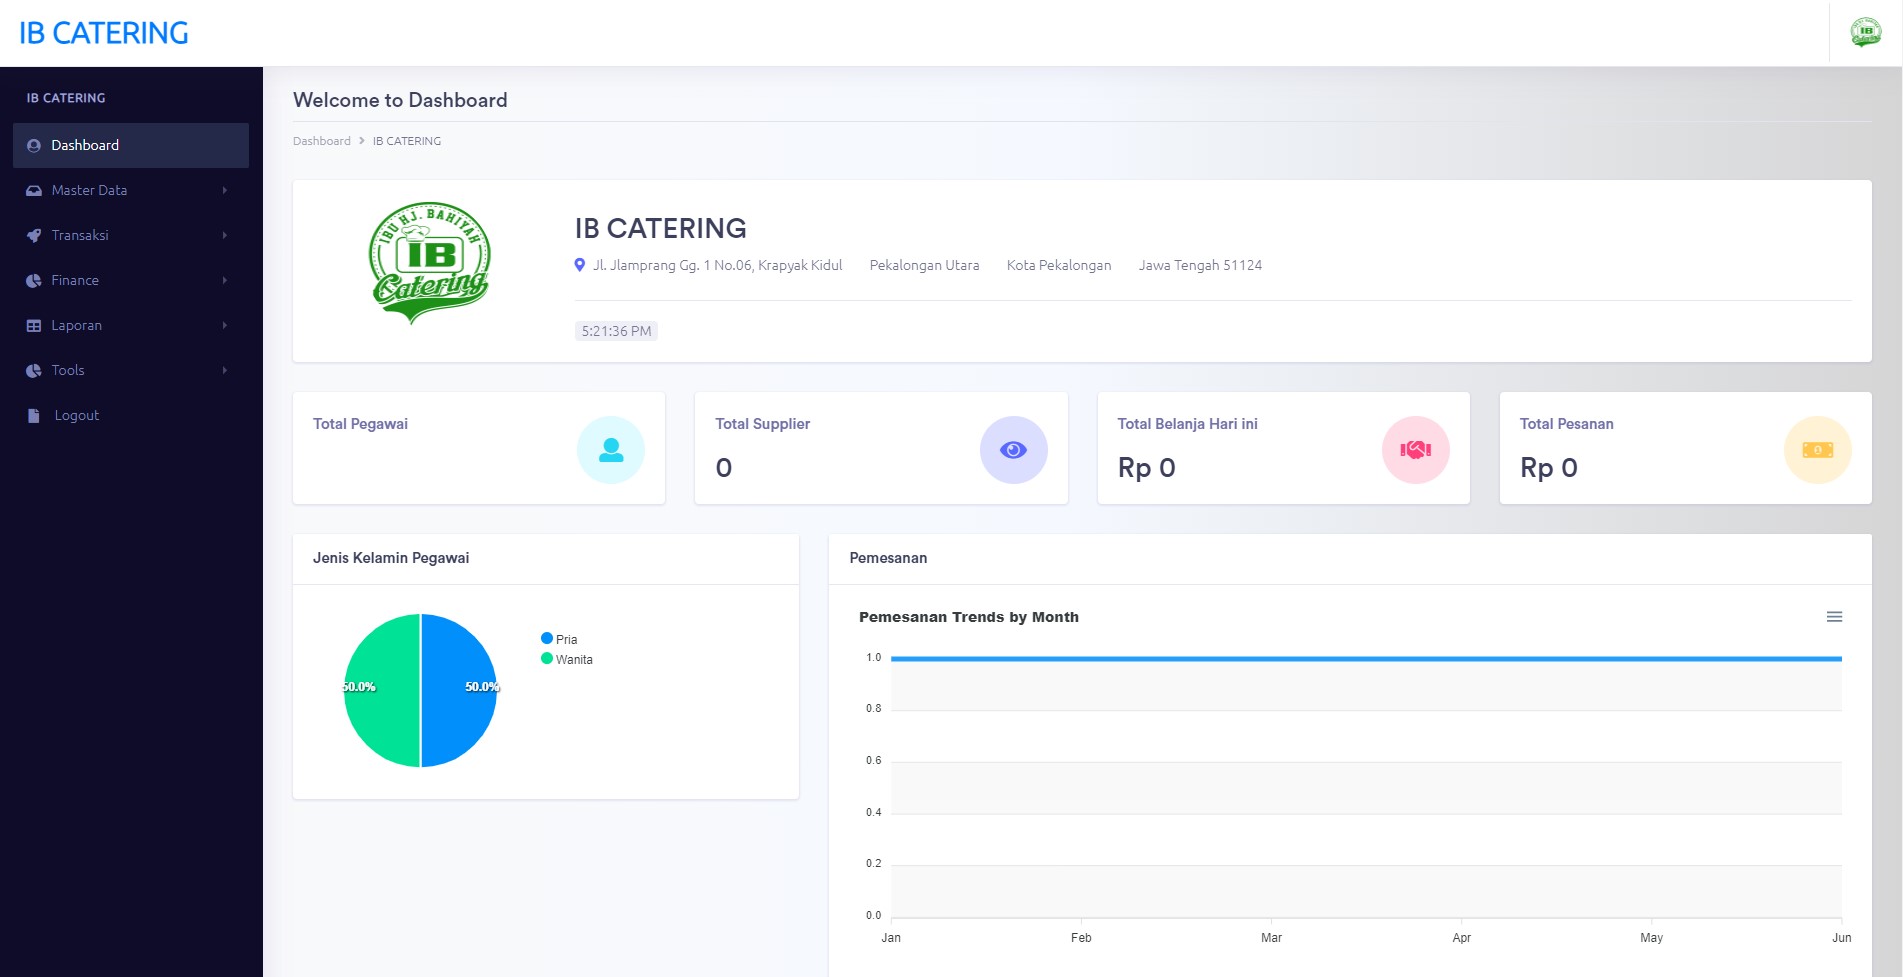 IB CATERING
IB Catering
IB CATERING
Dashboard
Master Data
Transaksi
Finance
Laporan
Tools
Logout
Welcome to Dashboard
Dashboard > IB CATERING
IBU HJ. BAHIYAH
IB
Catering
IB CATERING
Jl. Jlamprang Gg. 1 No.06, Krapyak Kidul Pekalongan Utara Kota Pekalongan Jawa Tengah 51124
5:21:36 PM
Total Pegawai
Total Supplier
0
Total Belanja Hari ini
Rp 0
Total Pesanan
Rp 0
Jenis Kelamin Pegawai
50.0% 50.0%
Pria
Wanita
Pemesanan
Pemesanan Trends by Month
1.0
0.8
0.6
0.4
0.2
0.0
Jan Feb Mar Apr May Jun